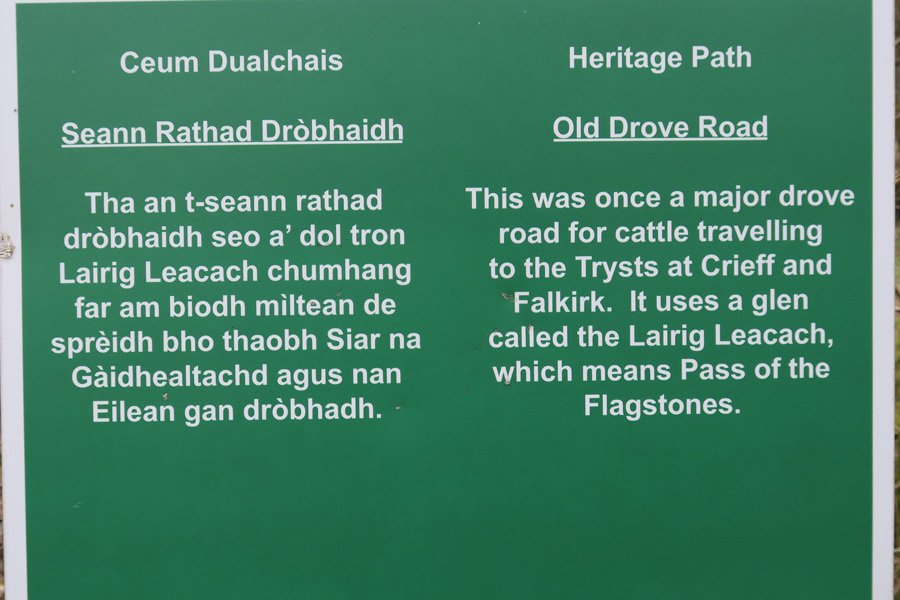 Ceum Dualchais
Seann Rathad Dròbhaidh
Tha an t-seann rathad
dròbhaidh seo a’ dol tron
Lairig Leacach chumhang
far am biodh mìltean de
sprèidh bho thaobh Siar na
Gàidhealtachd agus nan
Eilean gan dròbhadh.
Heritage Path
Old Drove Road
This was once a major drove
road for cattle travelling
to the Trysts at Crieff and
Falkirk.  It uses a glen
called the Lairig Leacach,
which means Pass of the
Flagstones.